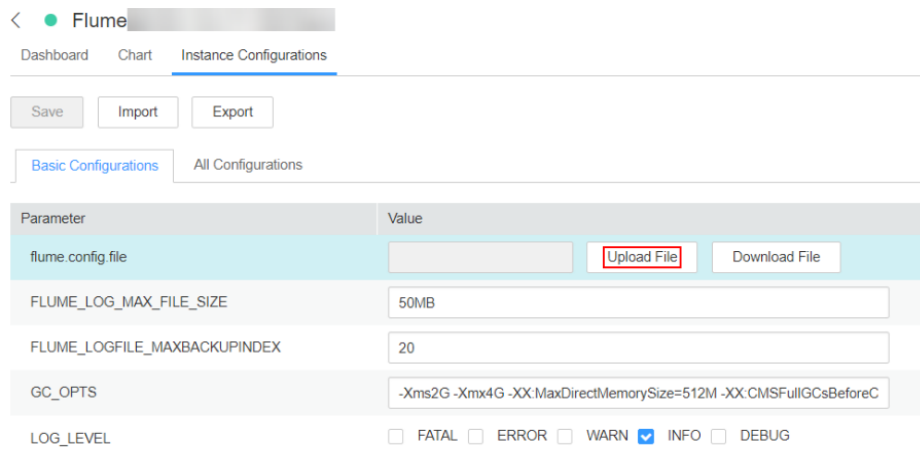 Flume
Dashboard Chart Instance Configurations
Save Import Export
Basic Configurations All Configurations
Parameter Value
flume.config.file Upload File Download File
FLUME_LOG_MAX_FILE_SIZE 50MB
FLUME_LOGFILE_MAXBACKUPINDEX 20
GC_OPTS -Xms2G -Xmx4G -XX:MaxDirectMemorySize=512M -XX:CMSFullGCsBeforeC
LOG_LEVEL FATAL ERROR WARN INFO DEBUG